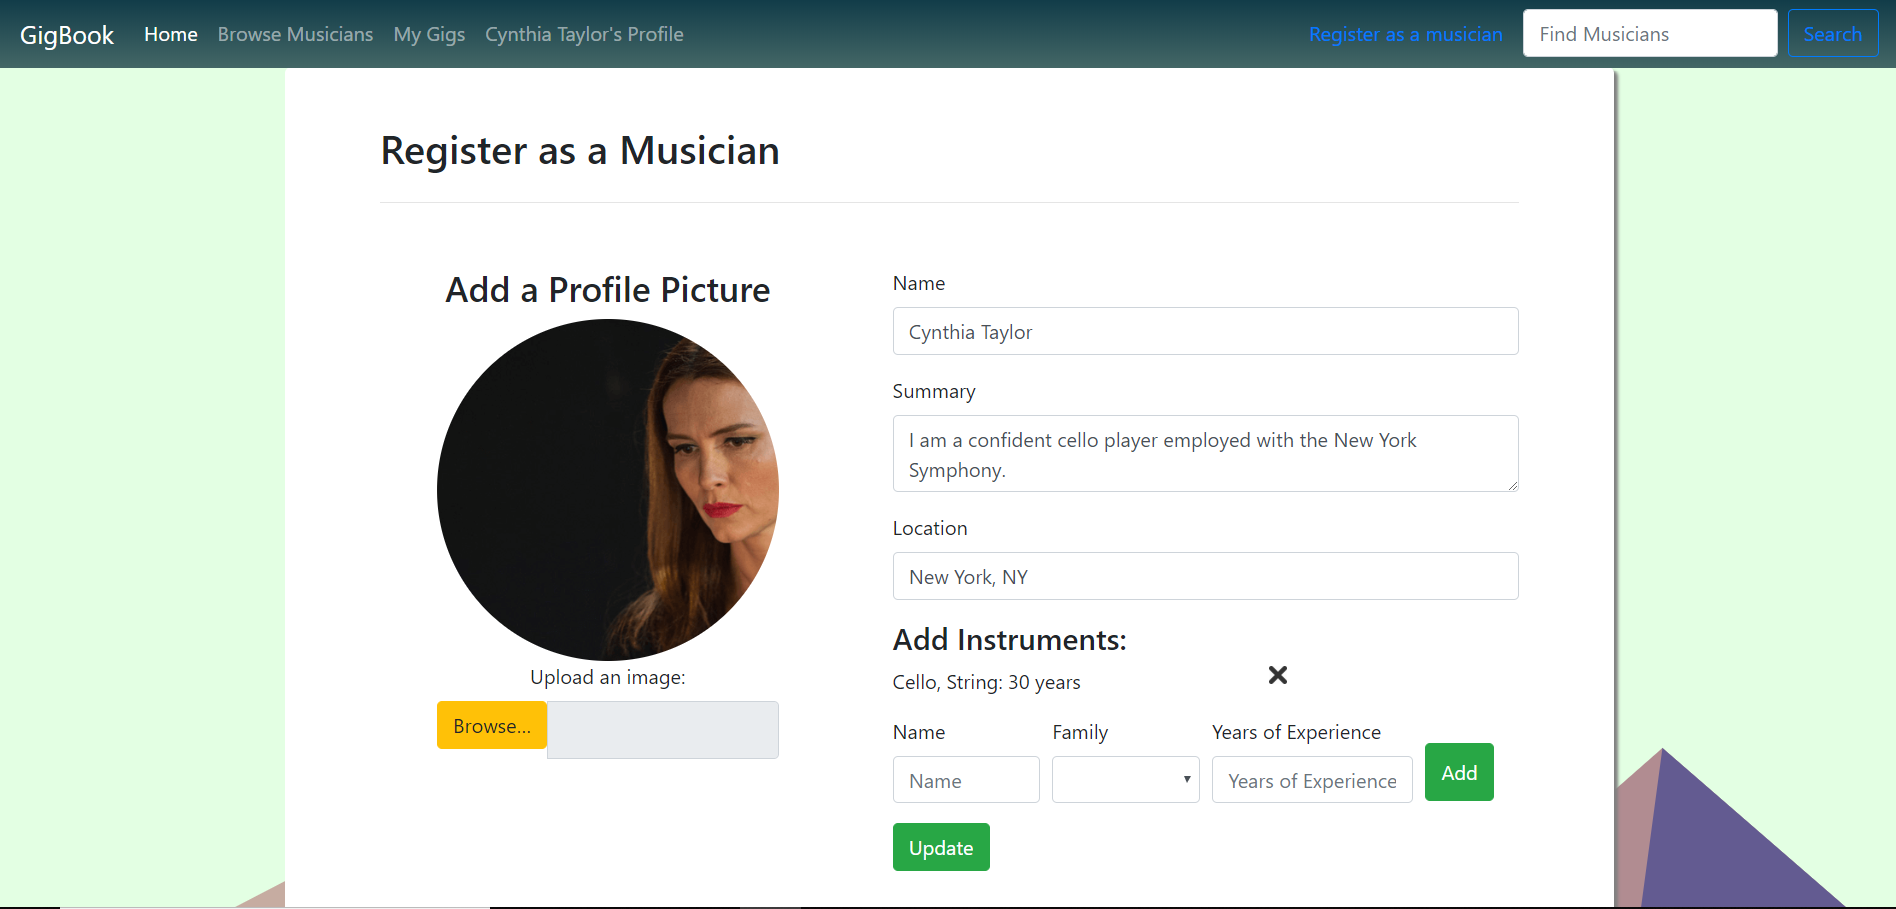 GigBook Home Browse Musicians My Gigs Cynthia Taylor's Profile Register as a musician Find Musicians Search
Register as a Musician
Add a Profile Picture
Upload an image:
Browse...
Name
Cynthia Taylor
Summary
I am a confident cello player employed with the New York
Symphony.
Location
New York, NY
Add Instruments:
Cello, String: 30 years
Name Family Years of Experience
Name Years of Experience Add
Update